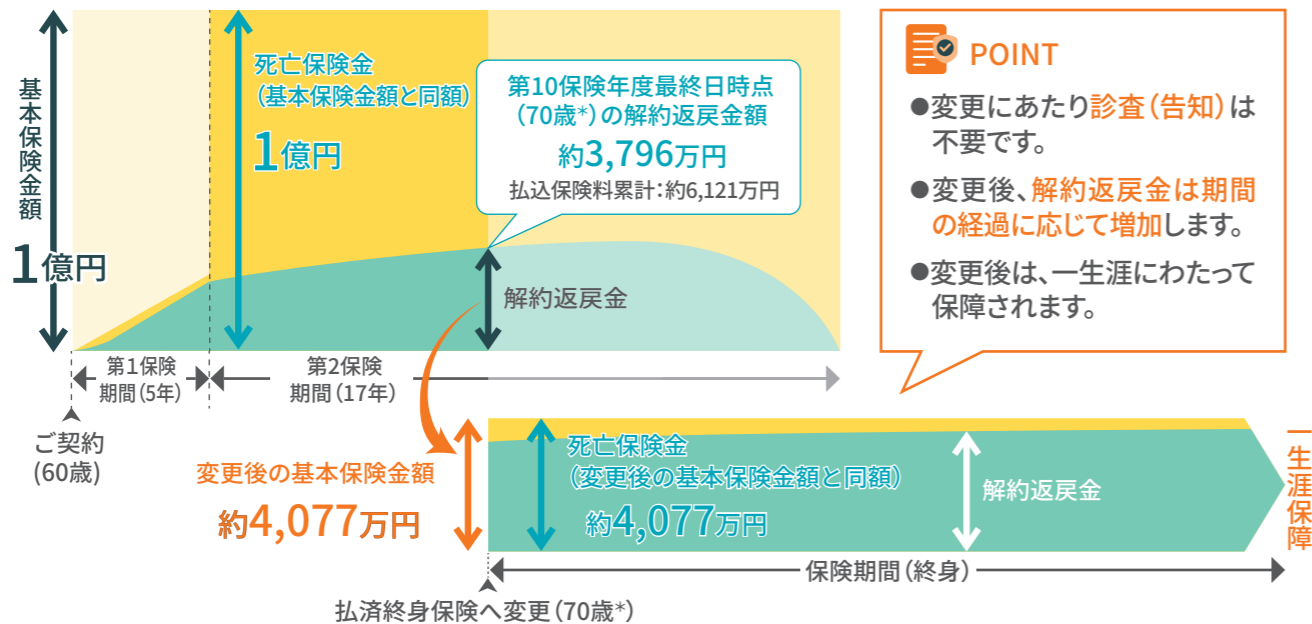 基本保険金額
1億円
死亡保険金
(基本保険金額と同額)
1億円
第10保険年度最終日時点
(70歳*)の解約返戻金額
約3,796万円
払込保険料累計:約6,121万円
解約返戻金
第1保険
期間(5年)
第2保険
期間(17年)
ご契約
(60歳)
POINT
●変更にあたり診査(告知)は
不要です。
●変更後、解約返戻金は期間
の経過に応じて増加します。
●変更後は、一生涯にわたって
保障されます。
変更後の基本保険金額
約4,077万円
死亡保険金
(変更後の基本保険金額と同額)
約4,077万円
解約返戻金
一生涯保障
保険期間(終身)
払済終身保険へ変更(70歳*)